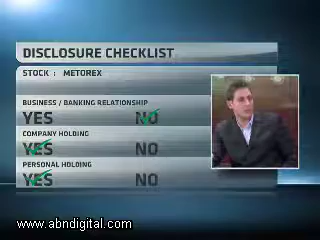 DISCLOSURE CHECKLIST
STOCK : METOREX
BUSINESS / BANKING RELATIONSHIP
YES NO
COMPANY HOLDING
YES NO
PERSONAL HOLDING
YES NO
www.abndigital.com